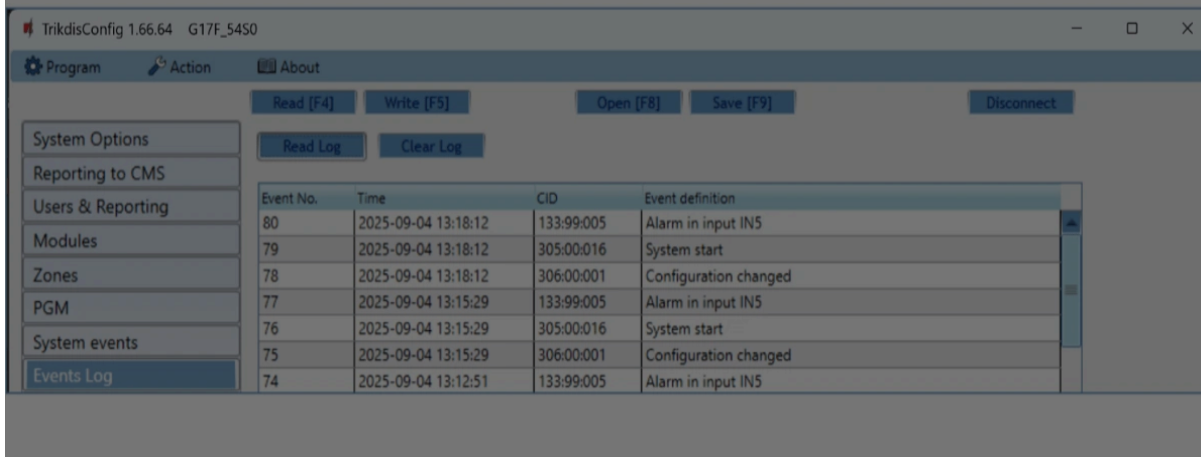 TrikdisConfig 1.66.64 G17F_54S0
Program Action About
Read [F4] Write [F5] Open [F8] Save [F9] Disconnect
Read Log Clear Log
System Options
Reporting to CMS
Users & Reporting
Modules
Zones
PGM
System events
Events Log
Event No. Time CID Event definition
80 2025-09-04 13:18:12 133:99:005 Alarm in input IN5
79 2025-09-04 13:18:12 305:00:016 System start
78 2025-09-04 13:18:12 306:00:001 Configuration changed
77 2025-09-04 13:15:29 133:99:005 Alarm in input IN5
76 2025-09-04 13:15:29 305:00:016 System start
75 2025-09-04 13:15:29 306:00:001 Configuration changed
74 2025-09-04 13:12:51 133:99:005 Alarm in input IN5